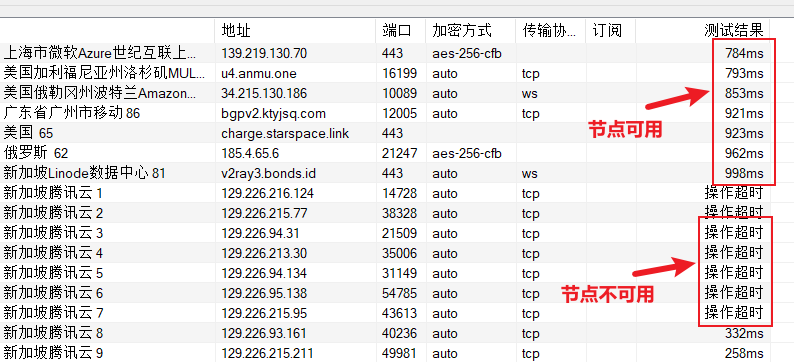 地址 端口 加密方式 传输协... 订阅 测试结果
上海市微软Azure世纪互联上... 139.219.130.70 443 aes-256-cfb 784ms
美国加利福尼亚州洛杉矶MUL... u4.anmu.one 16199 auto tcp 793ms
美国俄勒冈州波特兰Amazon... 34.215.130.186 10089 auto ws 853ms
广东省广州市移动 86 bgpv2.ktyjsq.com 12005 auto tcp 921ms
节点可用
美国 65 charge.starspace.link 443 923ms
俄罗斯 62 185.4.65.6 21247 aes-256-cfb 962ms
新加坡Linode数据中心 81 v2ray3.bonds.id 443 auto ws 998ms
新加坡腾讯云 1 129.226.216.124 14728 auto tcp 操作超时
新加坡腾讯云 2 129.226.215.77 38328 auto tcp 操作超时
新加坡腾讯云 3 129.226.94.31 21509 auto tcp 操作超时
新加坡腾讯云 4 129.226.213.30 35006 auto tcp 操作超时
新加坡腾讯云 5 129.226.94.134 31149 auto tcp 操作超时
新加坡腾讯云 6 129.226.95.138 54785 auto tcp 操作超时
节点不可用
新加坡腾讯云 7 129.226.215.95 43613 auto tcp 操作超时
新加坡腾讯云 8 129.226.93.161 40236 auto tcp 332ms
新加坡腾讯云 9 129.226.215.211 49981 auto tcp 258ms